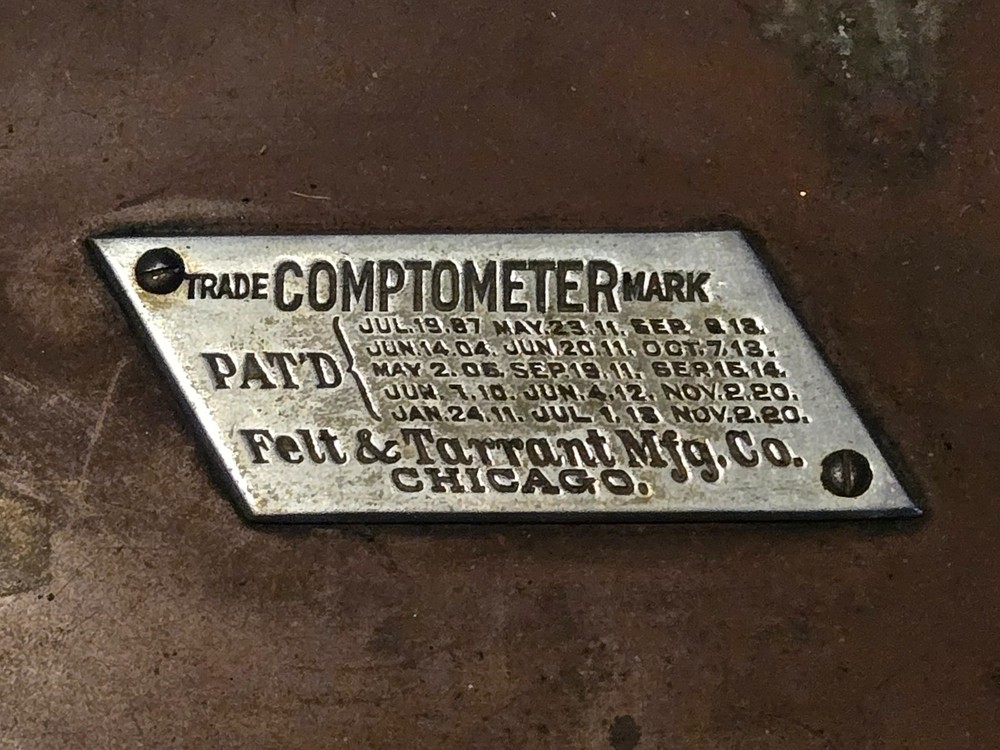 TRADE COMPTOMETER MARK
JUL.19.87 MAY.23.11. SEP. 9.13.
JUN.14.04. JUN.20.11. OCT.7.13.
PAT'D MAY 2.05. SEP.19.11. SEP.15.14.
JUN. 7.10. JUN.4.12. NOV.2.20.
JAN.24.11. JUL. 1.13 NOV.2.20.
Felt & Tarrant Mfg. Co.
CHICAGO.